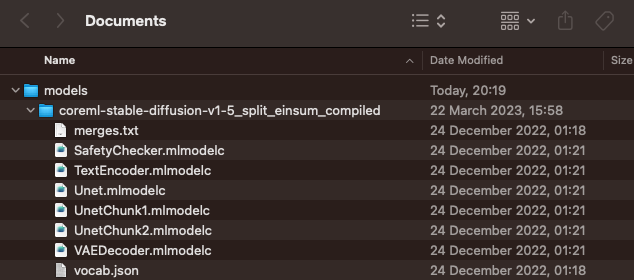 Documents
Name Date Modified Size
models Today, 20:19
coreml-stable-diffusion-v1-5_split_einsum_compiled 22 March 2023, 15:58
merges.txt 24 December 2022, 01:18
SafetyChecker.mlmodelc 24 December 2022, 01:21
TextEncoder.mlmodelc 24 December 2022, 01:21
Unet.mlmodelc 24 December 2022, 01:21
UnetChunk1.mlmodelc 24 December 2022, 01:21
UnetChunk2.mlmodelc 24 December 2022, 01:21
VAEDecoder.mlmodelc 24 December 2022, 01:21
vocab.json 24 December 2022, 01:18